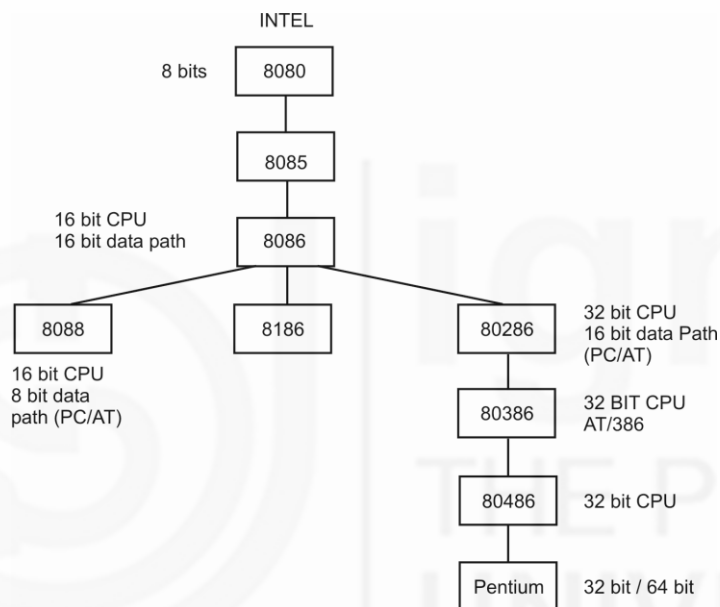 INTEL
8 bits
8080
8085
16 bit CPU
16 bit data path
8086
8088
8186
80286
32 bit CPU
16 bit data Path
(PC/AT)
16 bit CPU
8 bit data
path (PC/AT)
80386
32 BIT CPU
AT/386
80486
32 bit CPU
Pentium
32 bit / 64 bit
THE P